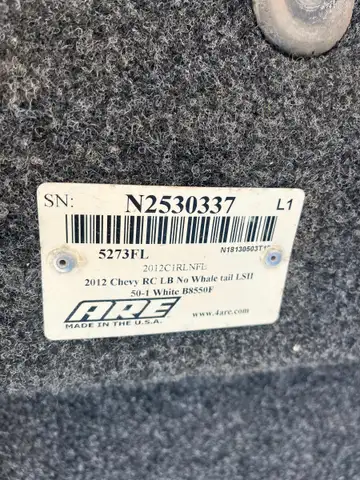 SN: N2530337 L1
5273FL
2012C1RLNFL
2012 Chevy RC LB No Whale tail LSII
50-1 White B8550F
ARE
MADE IN THE U.S.A.
www.4are.com